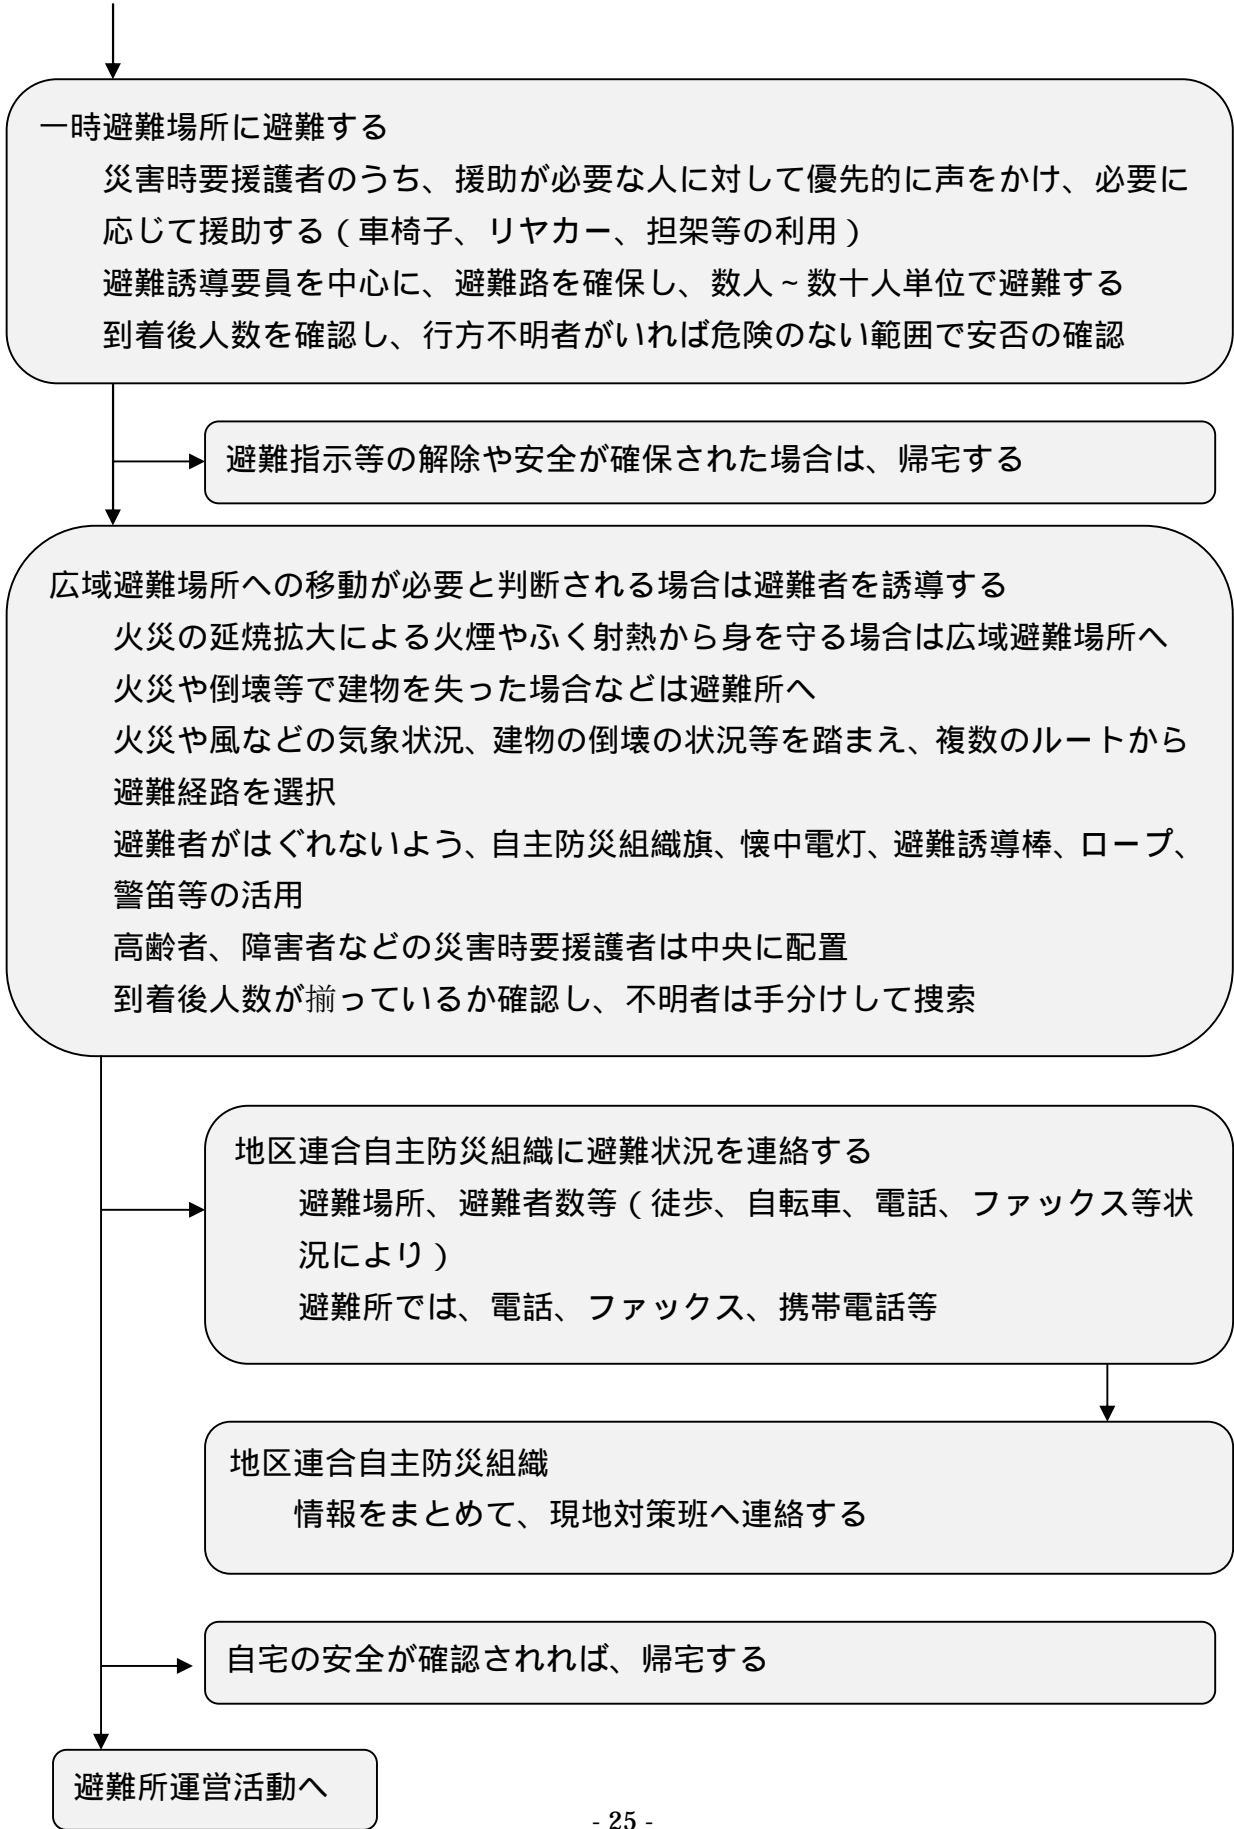 一時避難場所に避難する
災害時要援護者のうち、援助が必要な人に対して優先的に声をかけ、必要に
応じて援助する（車椅子、リヤカー、担架等の利用）
避難誘導要員を中心に、避難路を確保し、数人～数十人単位で避難する
到着後人数を確認し、行方不明者がいれば危険のない範囲で安否の確認
避難指示等の解除や安全が確保された場合は、帰宅する
広域避難場所への移動が必要と判断される場合は避難者を誘導する
火災の延焼拡大による火煙やふく射熱から身を守る場合は広域避難場所へ
火災や倒壊等で建物を失った場合などは避難所へ
火災や風などの気象状況、建物の倒壊の状況等を踏まえ、複数のルートから
避難経路を選択
避難者がはぐれないよう、自主防災組織旗、懐中電灯、避難誘導棒、ロープ、
警笛等の活用
高齢者、障害者などの災害時要援護者は中央に配置
到着後人数が揃っているか確認し、不明者は手分けして捜索
地区連合自主防災組織に避難状況を連絡する
避難場所、避難者数等（徒歩、自転車、電話、ファックス等状
況により）
避難所では、電話、ファックス、携帯電話等
地区連合自主防災組織
情報をまとめて、現地対策班へ連絡する
自宅の安全が確認されれば、帰宅する
避難所運営活動へ
- 25 -